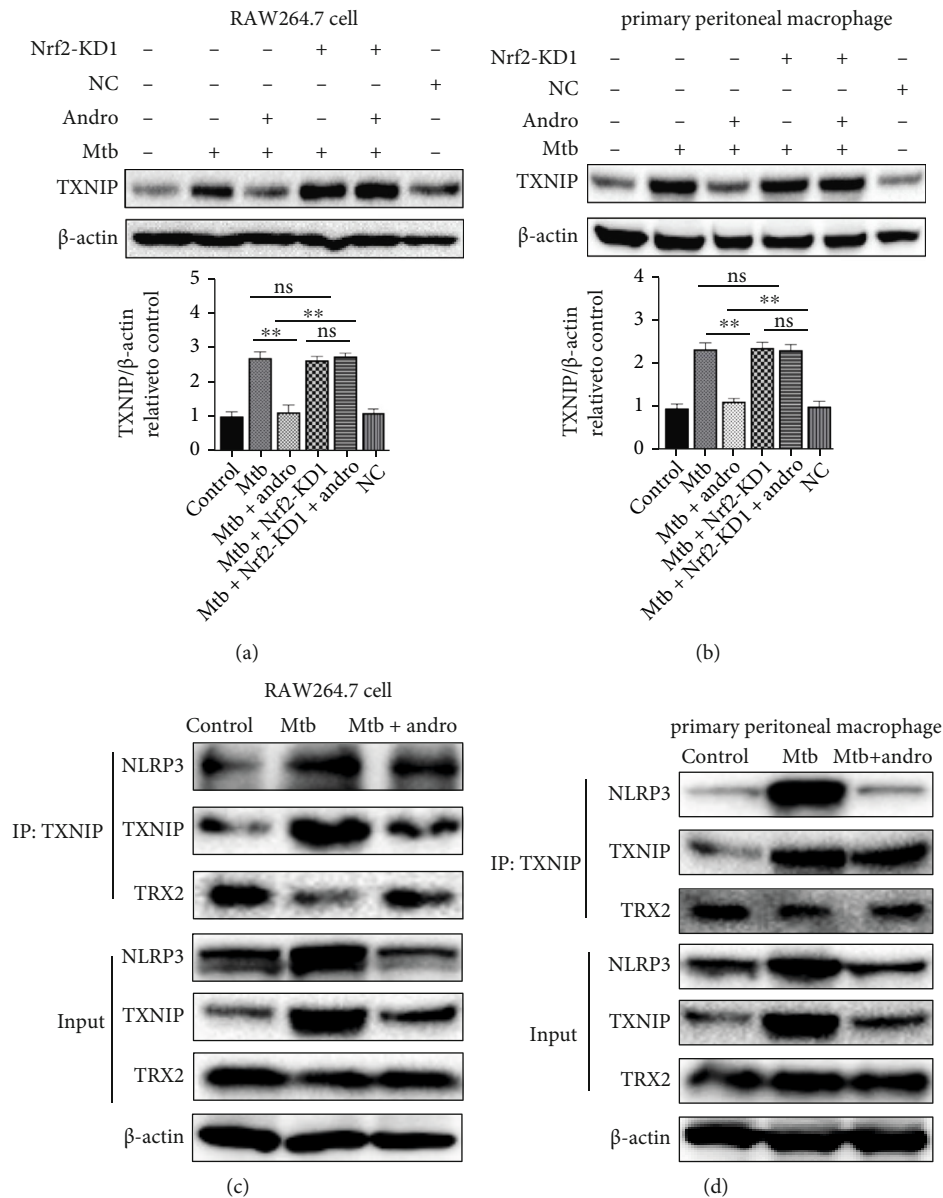 RAW264.7 cell
Nrf2-KD1 – – – + + –
NC – – – – – +
Andro – – + – + –
Mtb – + + + + –
TXNIP
β-actin
TXNIP/β-actin
relativeto control
5
4
3
2
1
0
ns
**
** ns
Control
Mtb
Mtb + andro
Mtb + Nrf2-KD1
Mtb + Nrf2-KD1 + andro
NC
(a)
primary peritoneal macrophage
Nrf2-KD1 – – – + + –
NC – – – – – +
Andro – – + – + –
Mtb – + + + + –
TXNIP
β-actin
TXNIP/β-actin
relativeto control
4
3
2
1
0
ns
**
** ns
Control
Mtb
Mtb + andro
Mtb + Nrf2-KD1
Mtb + Nrf2-KD1 + andro
NC
(b)
RAW264.7 cell
Control Mtb Mtb + andro
IP: TXNIP
NLRP3
TXNIP
TRX2
Input
NLRP3
TXNIP
TRX2
β-actin
(c)
primary peritoneal macrophage
Control Mtb Mtb+andro
IP: TXNIP
NLRP3
TXNIP
TRX2
Input
NLRP3
TXNIP
TRX2
β-actin
(d)